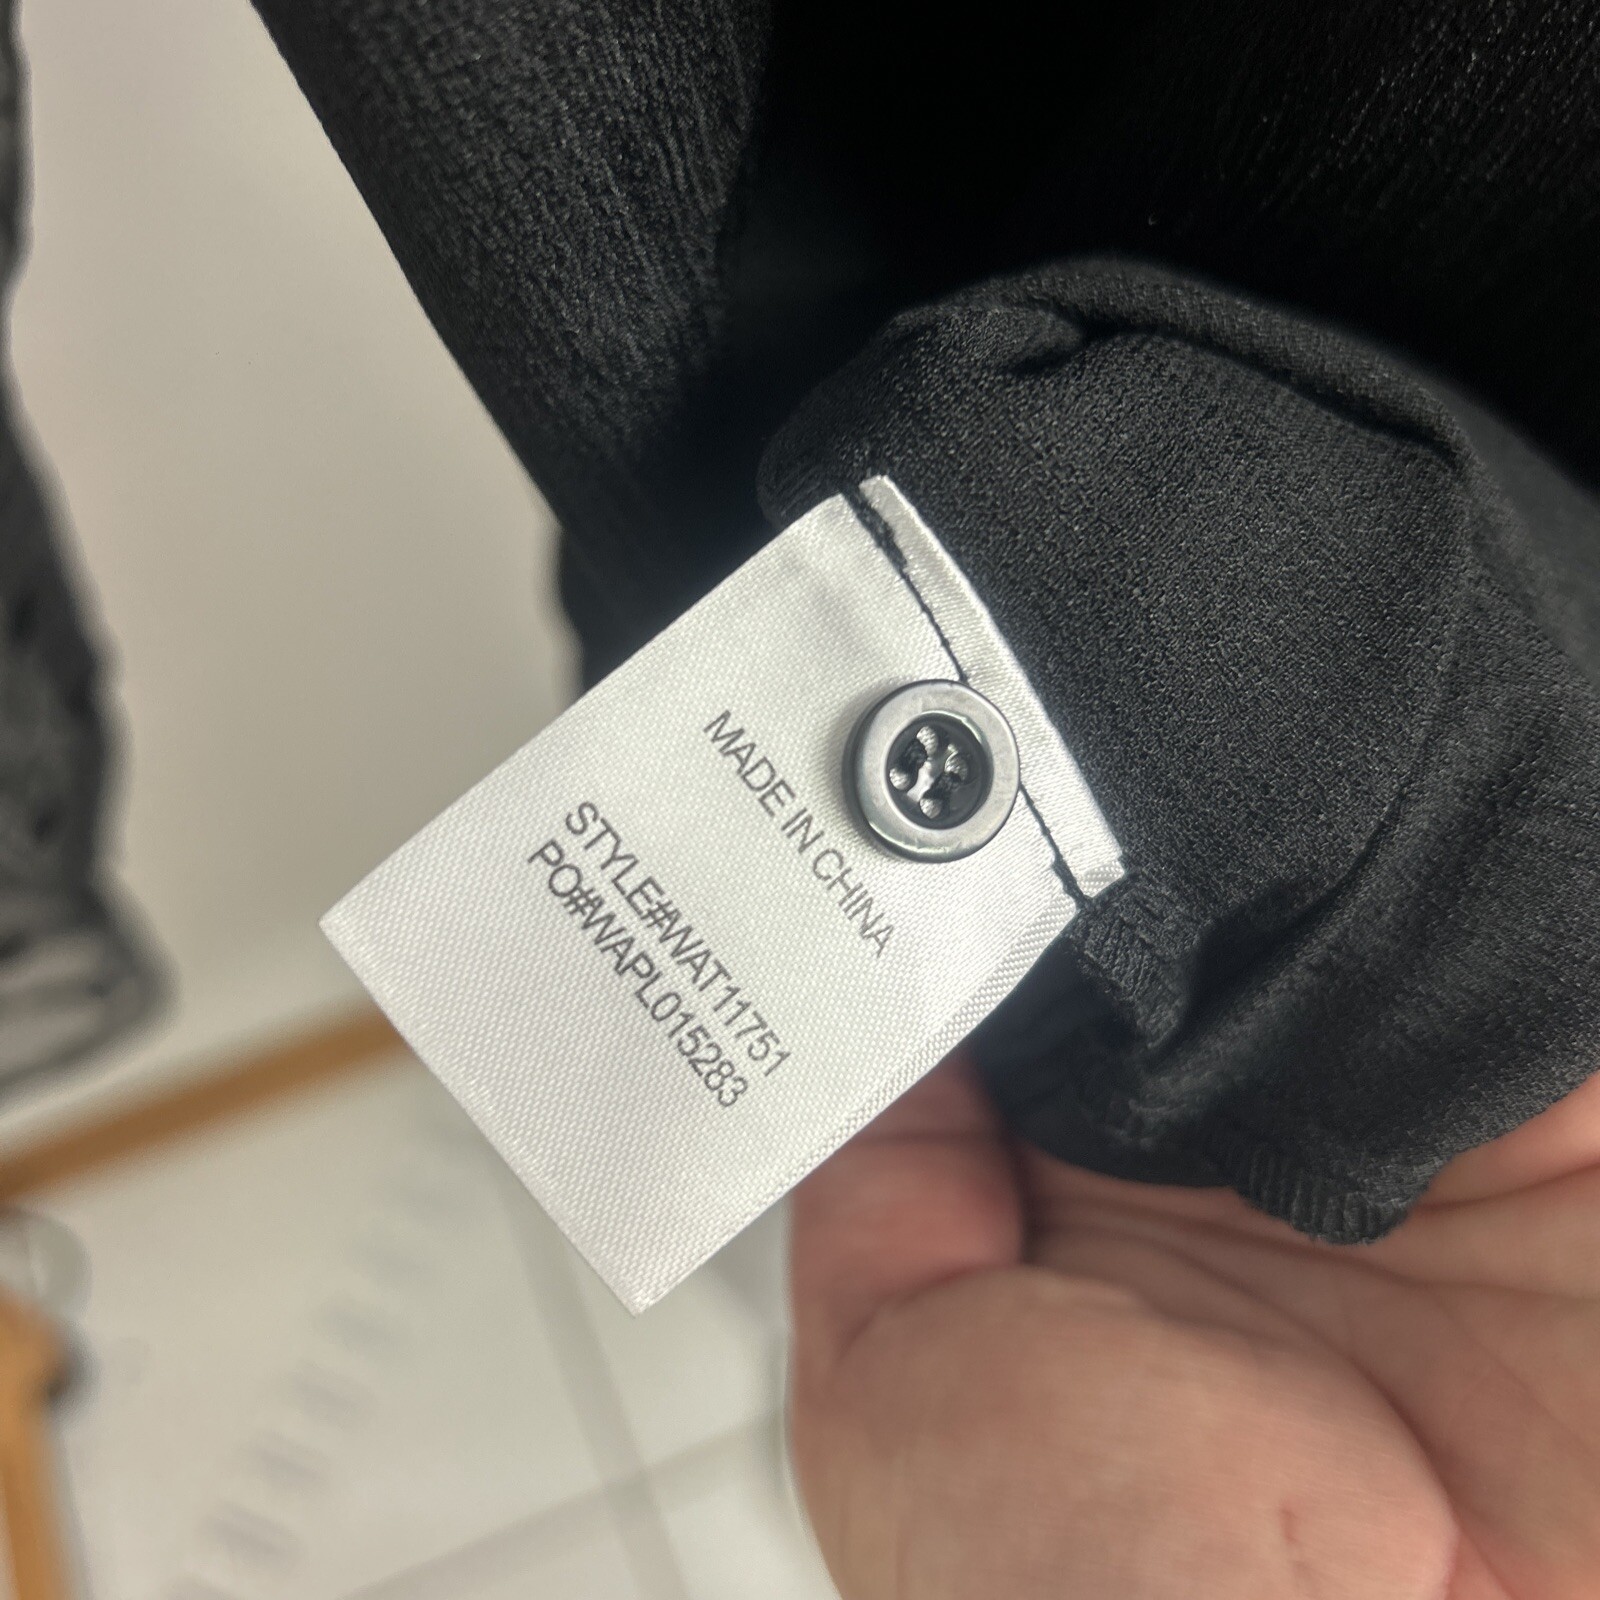 MADE IN CHINA
STYLE#WAT11751
PO#WAPL015283